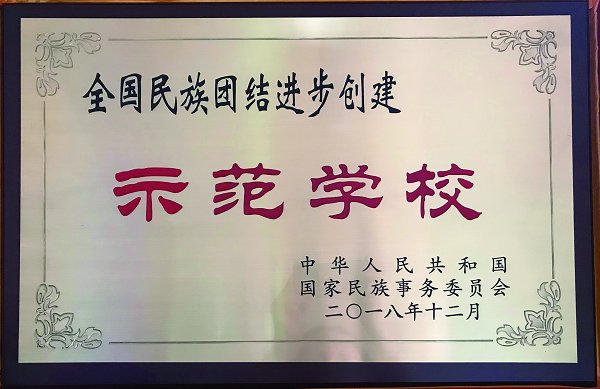 全国民族团结进步创建
示范学校
中华人民共和国
国家民族事务委员会
二〇一八年十二月